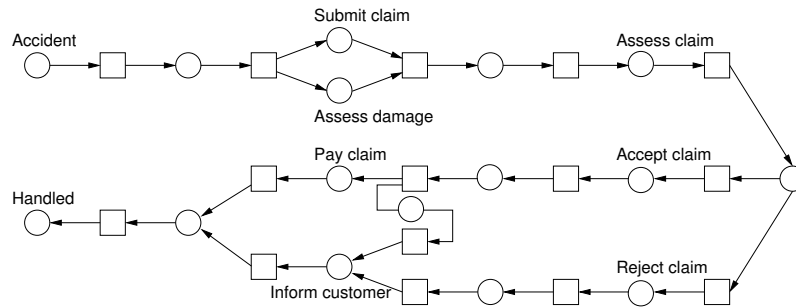 Submit claim
Accident
Assess claim
Assess damage
Pay claim
Accept claim
Handled
Inform customer
Reject claim